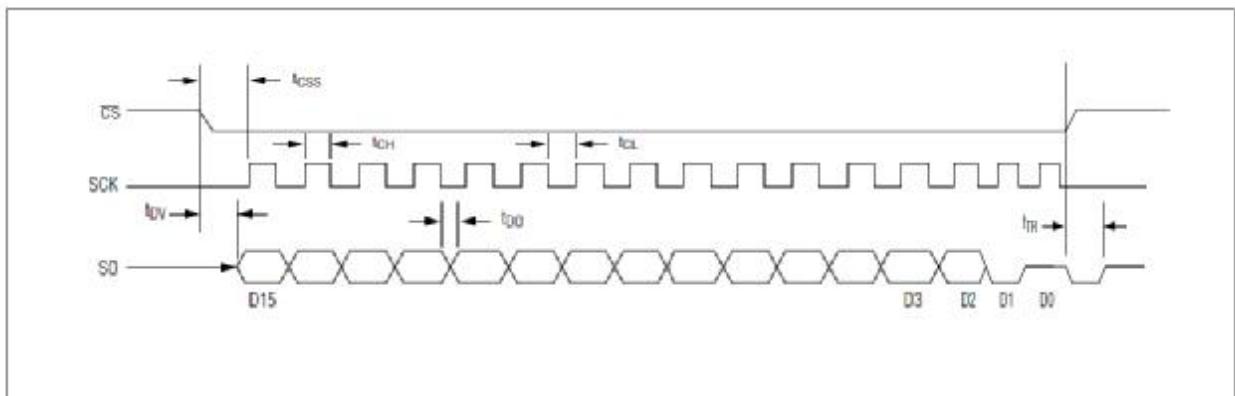 tCSS
CS
tCH
tCL
SCK
tDV
tDO
tTR
SO
D15
D3
D2
D1
D0